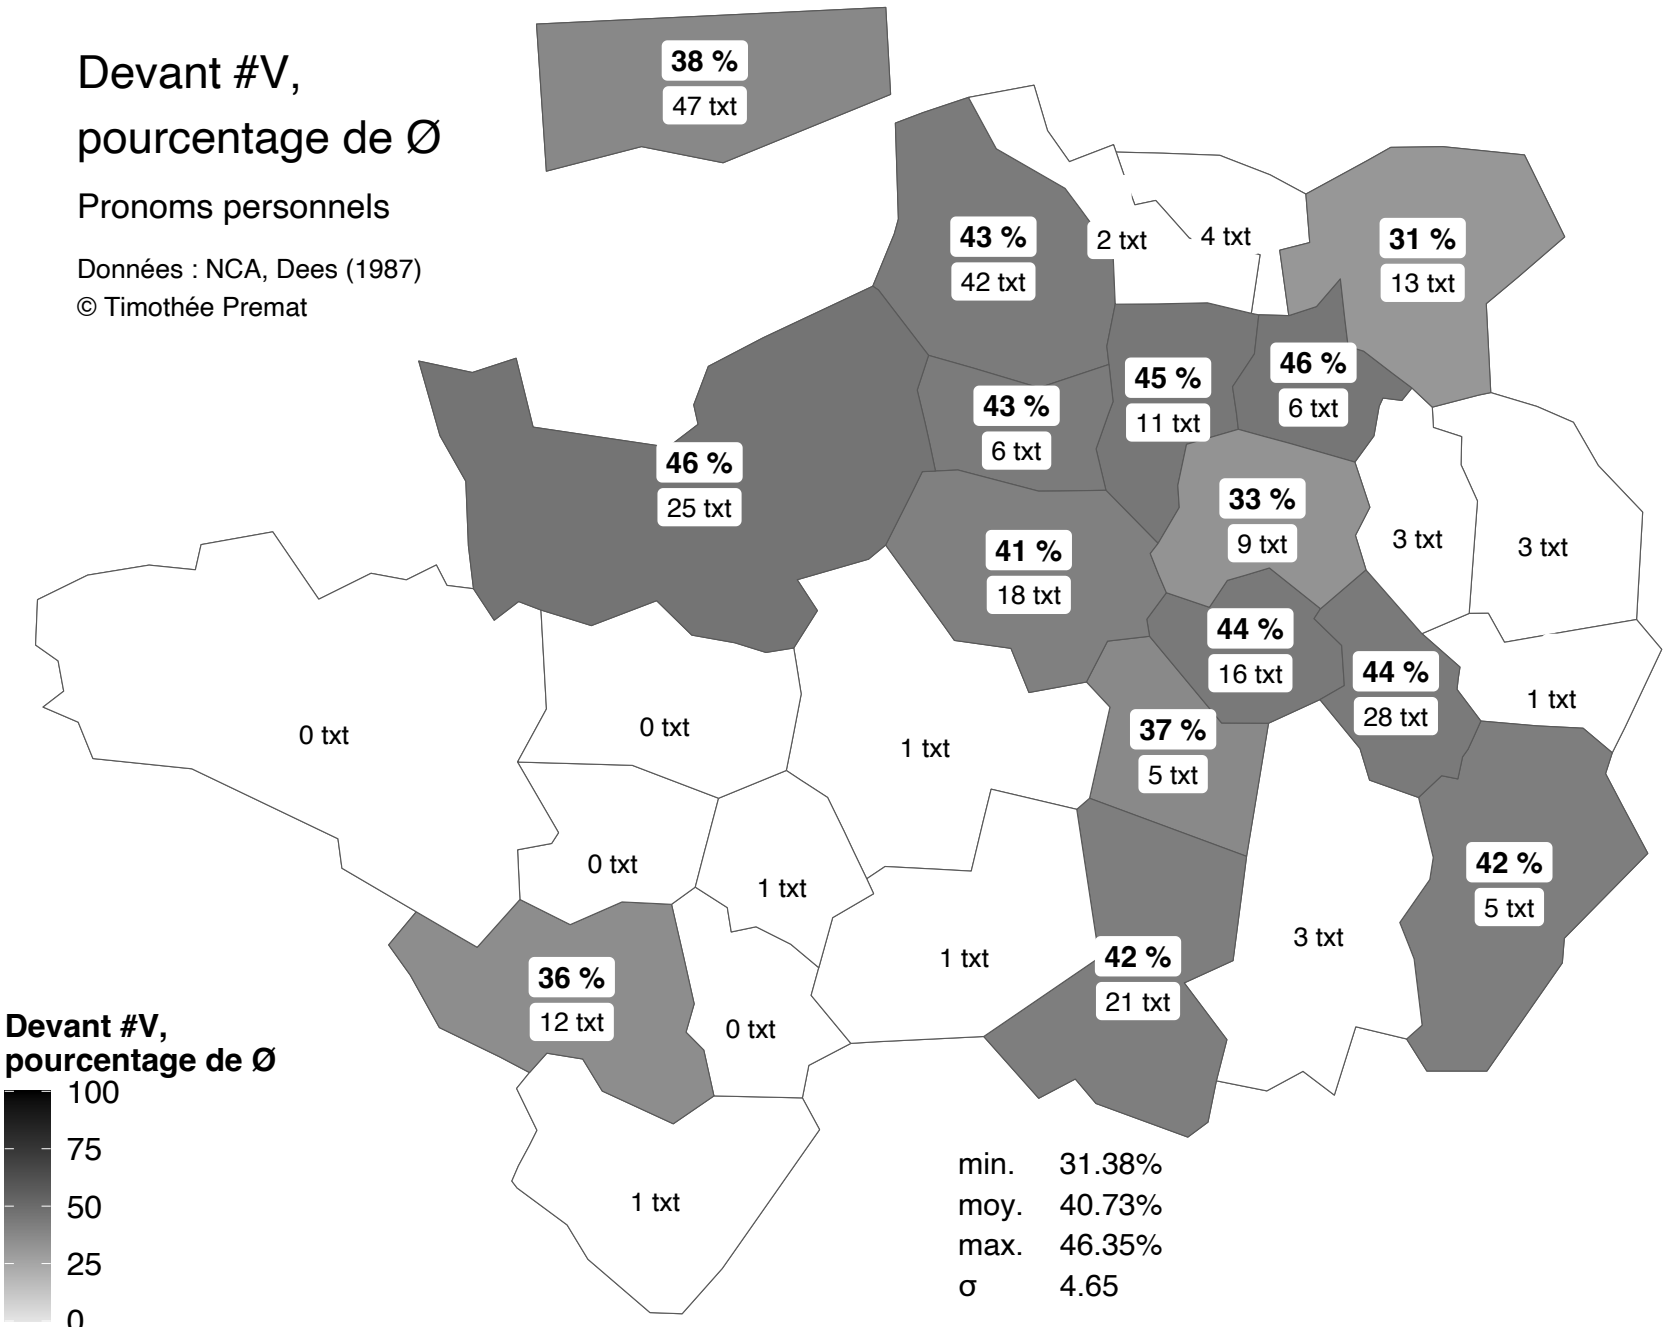 Devant #V,
pourcentage de Ø
Pronoms personnels
Données : NCA, Dees (1987)
© Timothée Premat
38 %
47 txt
43 %
42 txt
2 txt
4 txt
31 %
13 txt
46 %
25 txt
43 %
6 txt
45 %
11 txt
46 %
6 txt
33 %
9 txt
3 txt
3 txt
41 %
18 txt
44 %
16 txt
44 %
28 txt
1 txt
0 txt
0 txt
1 txt
37 %
5 txt
0 txt
1 txt
42 %
5 txt
36 %
12 txt
0 txt
1 txt
42 %
21 txt
3 txt
1 txt
Devant #V,
pourcentage de Ø
100
75
50
25
0
min. 31.38%
moy. 40.73%
max. 46.35%
σ 4.65